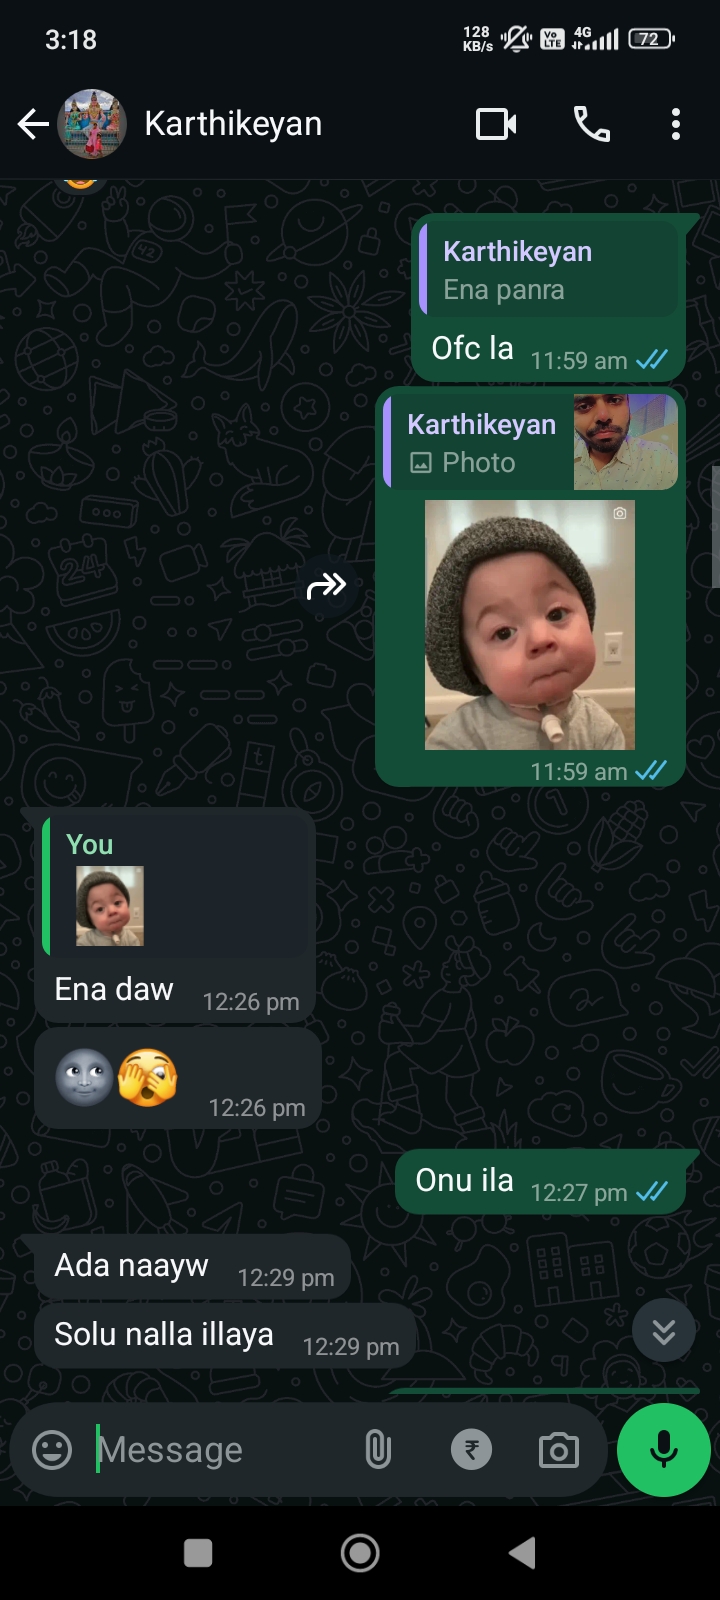 3:18
128 KB/s Vo LTE 4G 72
Karthikeyan
Karthikeyan
Ena panra
Ofc la 11:59 am
Karthikeyan
Photo
11:59 am
You
Ena daw 12:26 pm
12:26 pm
Onu ila 12:27 pm
Ada naayw 12:29 pm
Solu nalla illaya 12:29 pm
Message